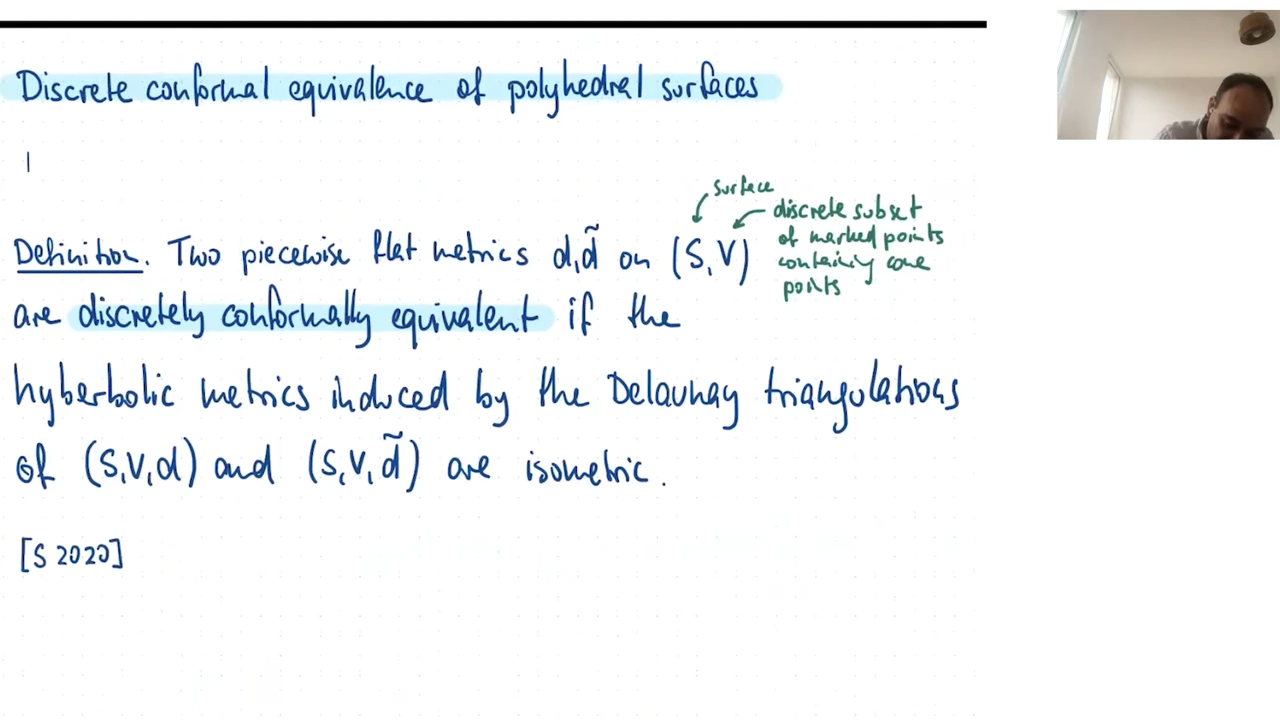 Discrete conformal equivalence of polyhedral surfaces
surface
discrete subset
of marked points
containing cone
points
Definition. Two piecewise flat metrics d,d̃ on (S,V)
are discretely conformally equivalent if the
hyberbolic metrics induced by the Delaunay triangulations
of (S,V,d) and (S,V,d̃) are isometric.
[S 2020]